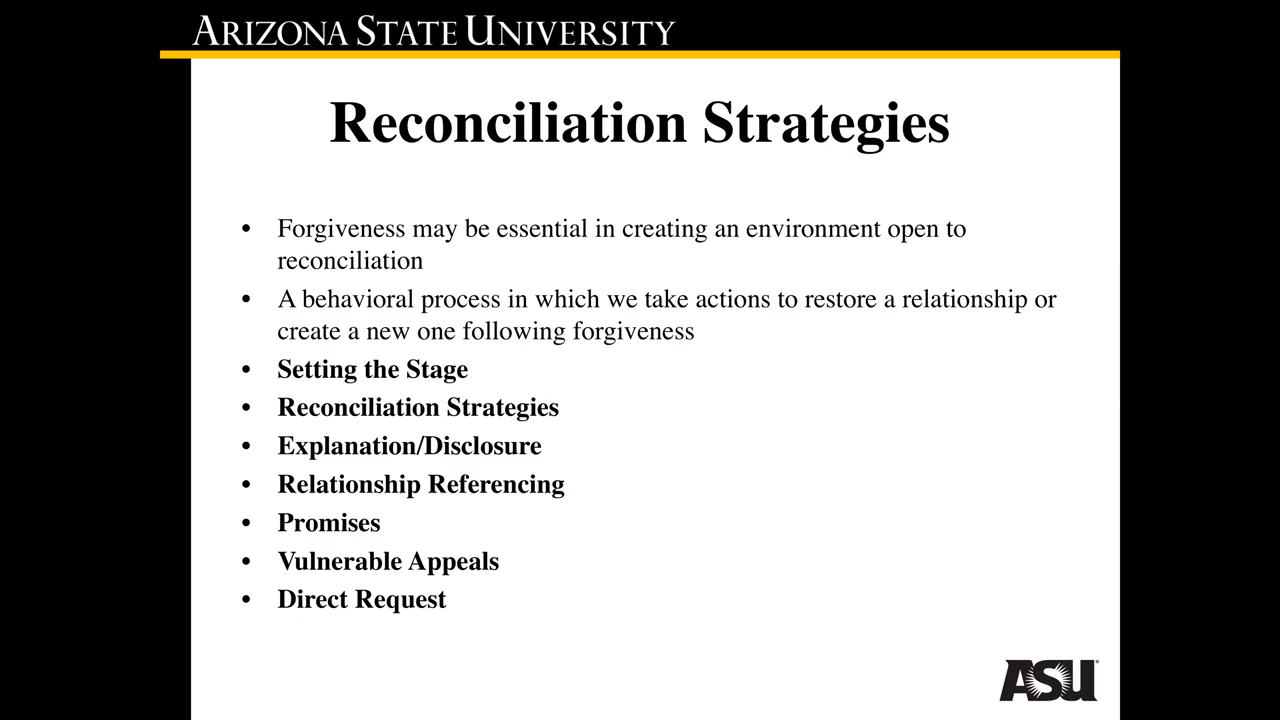 ARIZONA STATE UNIVERSITY
Reconciliation Strategies
• Forgiveness may be essential in creating an environment open to
reconciliation
• A behavioral process in which we take actions to restore a relationship or
create a new one following forgiveness
• Setting the Stage
• Reconciliation Strategies
• Explanation/Disclosure
• Relationship Referencing
• Promises
• Vulnerable Appeals
• Direct Request
ASU